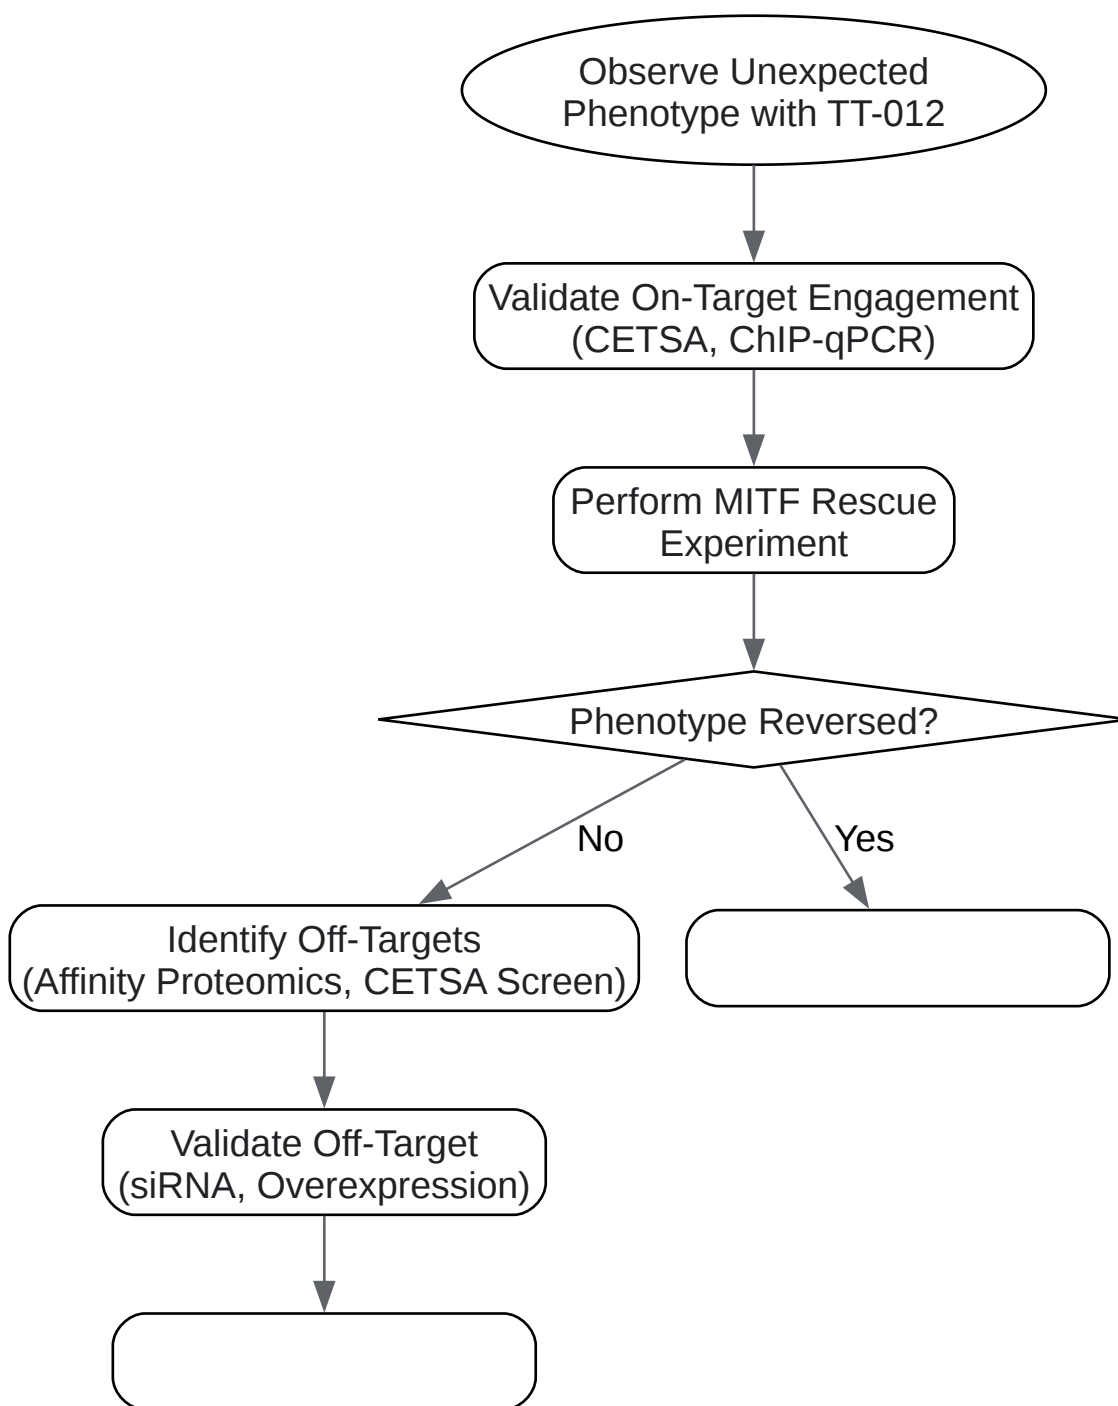 Observe Unexpected
Phenotype with TT-012
Validate On-Target Engagement
(CETSA, ChIP-qPCR)
Perform MITF Rescue
Experiment
Phenotype Reversed?
No
Yes
Identify Off-Targets
(Affinity Proteomics, CETSA Screen)
Validate Off-Target
(siRNA, Overexpression)